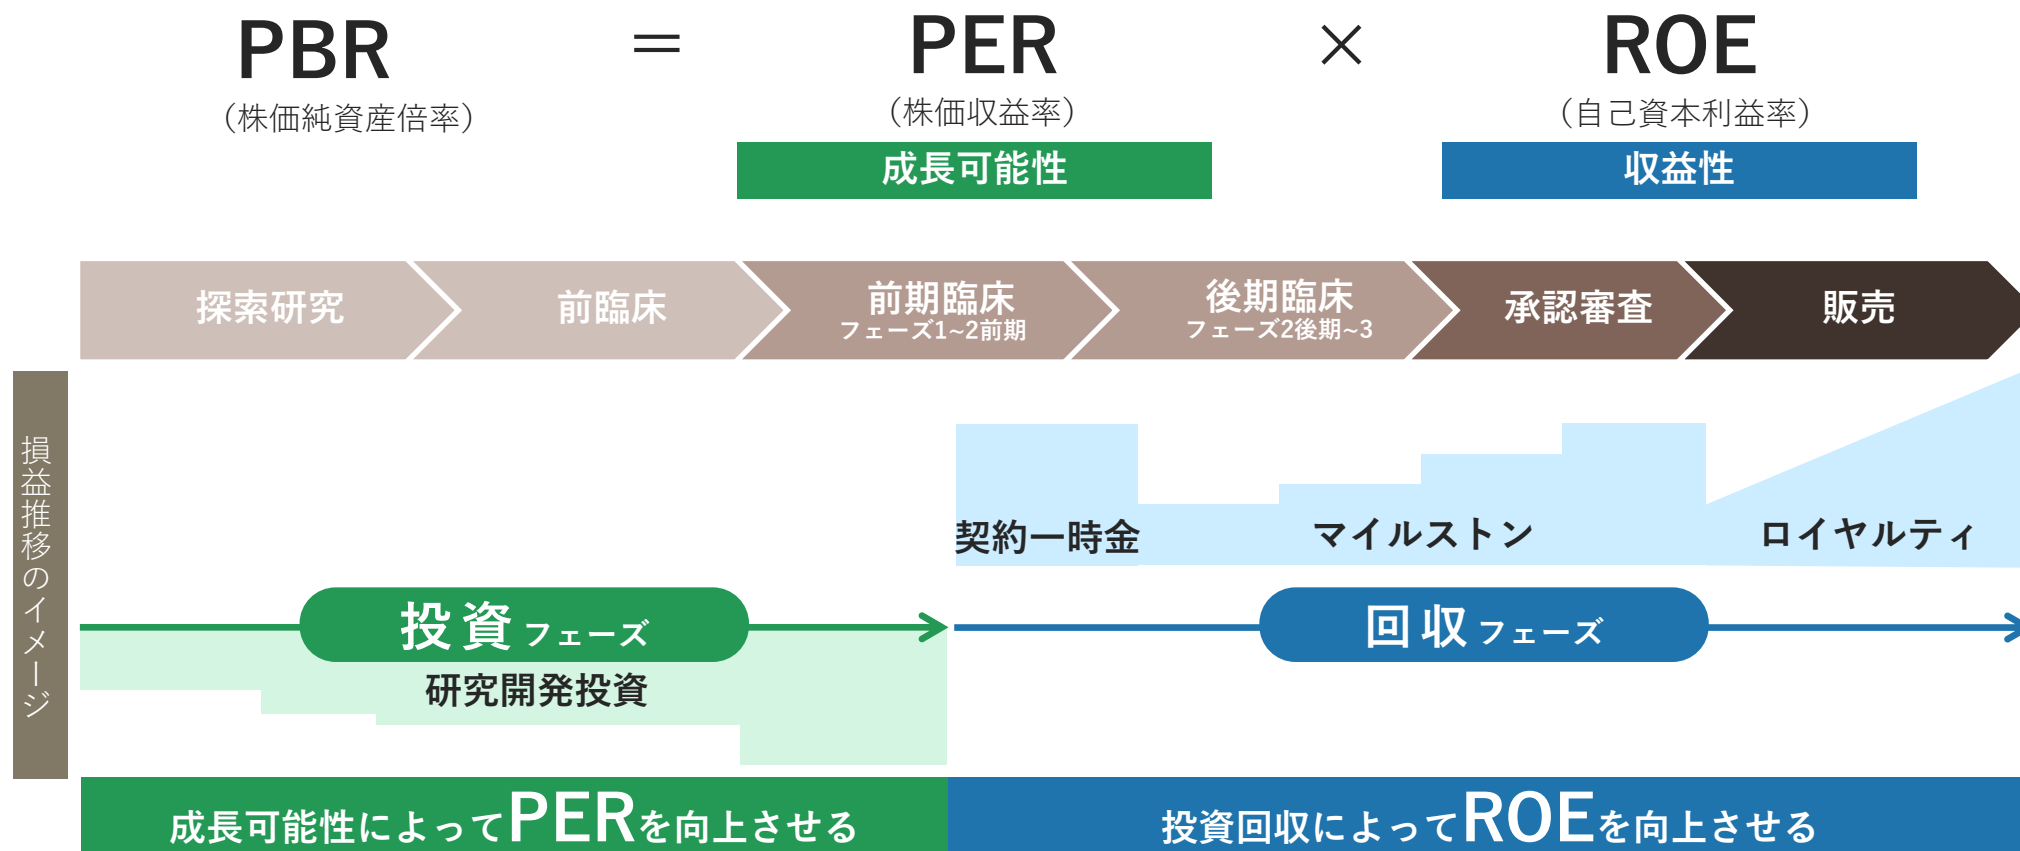 PBR = PER × ROE
（株価純資産倍率） （株価収益率） （自己資本利益率）
成長可能性 収益性
探索研究 前臨床 前期臨床 後期臨床 承認審査 販売
フェーズ1~2前期 フェーズ2後期~3
損益推移のイメージ
契約一時金 マイルストン ロイヤルティ
投資フェーズ 回収フェーズ
研究開発投資
成長可能性によってPERを向上させる 投資回収によってROEを向上させる